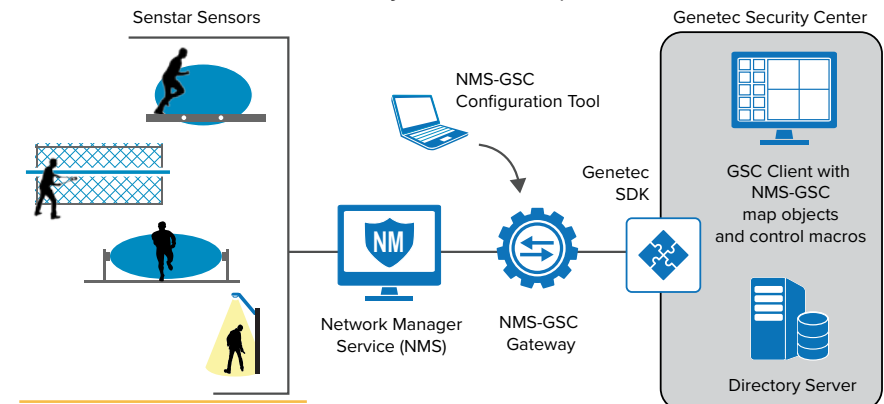 Senstar Sensors
Genetec Security Center
NMS-GSC
Configuration Tool
Genetec
SDK
GSC Client with
NMS-GSC
map objects
and control macros
NM
Network Manager
Service (NMS)
NMS-GSC
Gateway
Directory Server